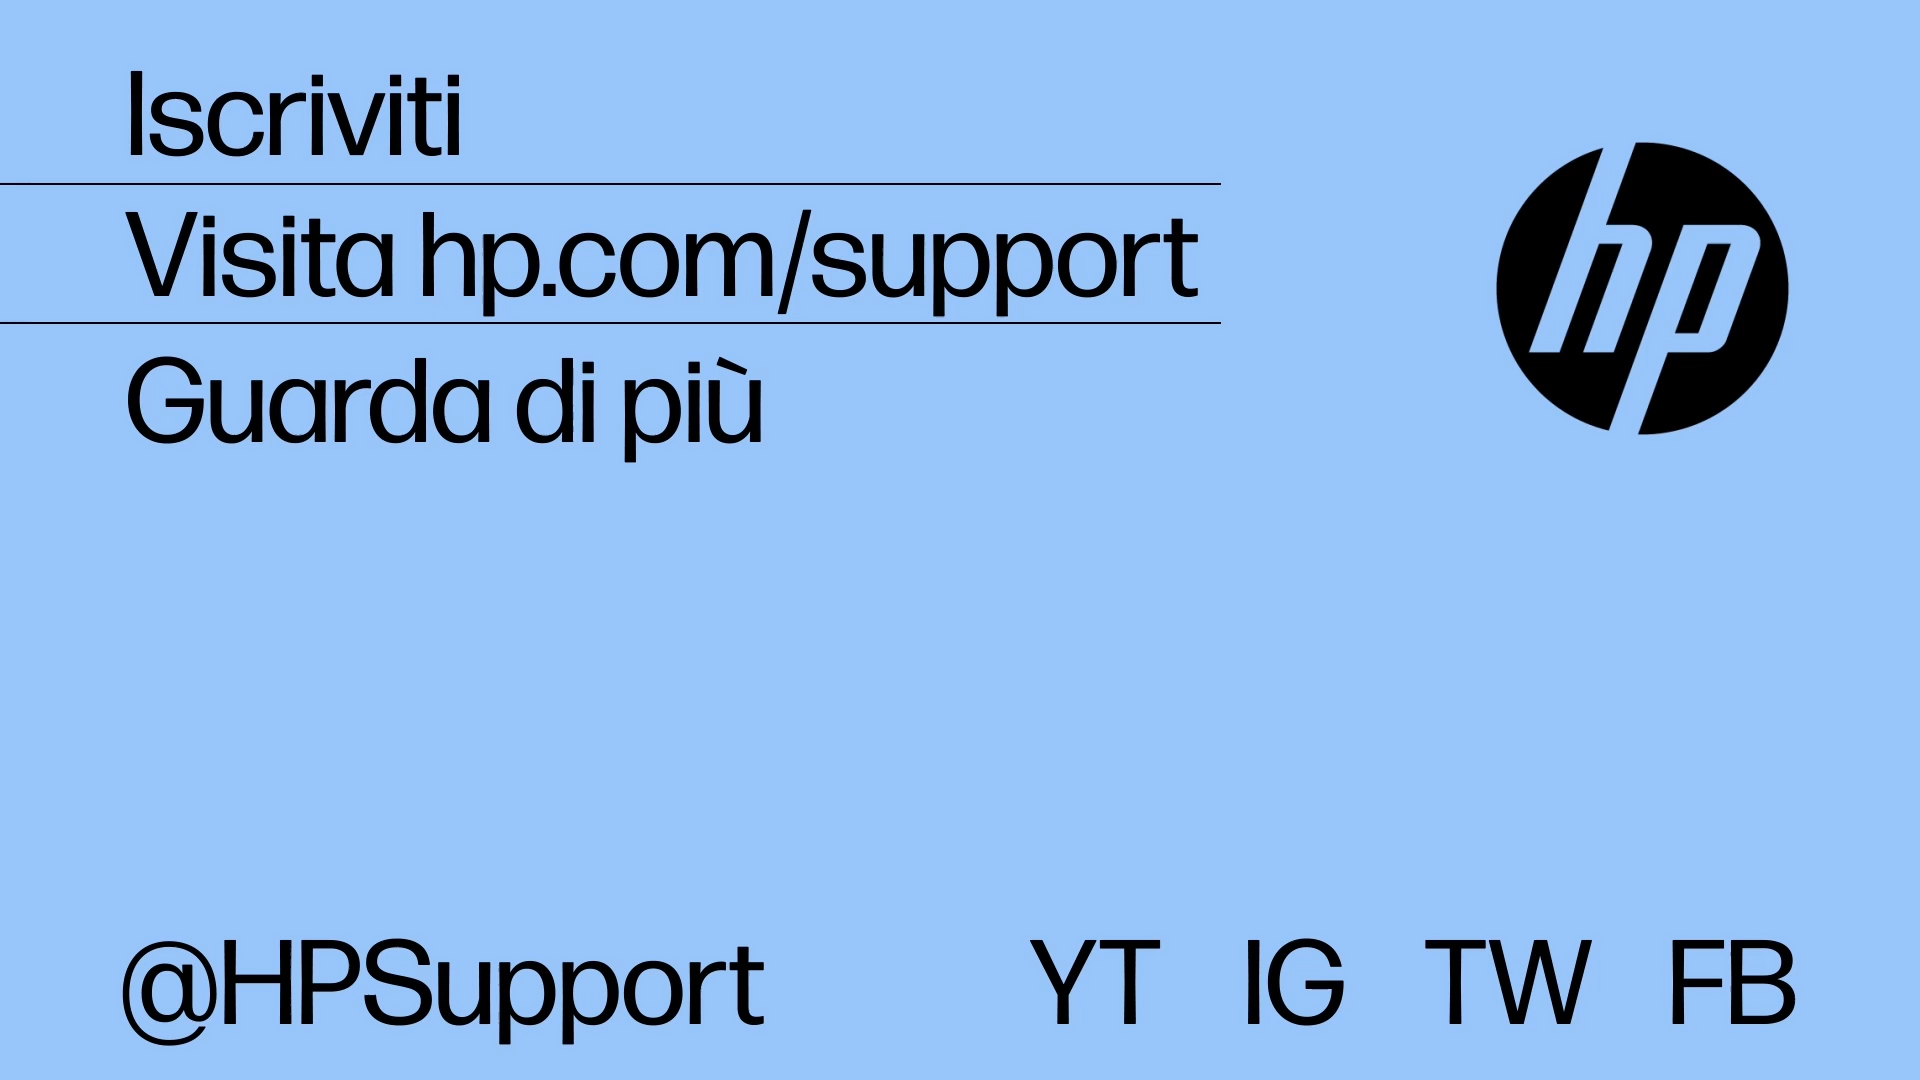 Iscriviti
Visita hp.com/support
Guarda di più
hp
@HPSupport YT IG TW FB